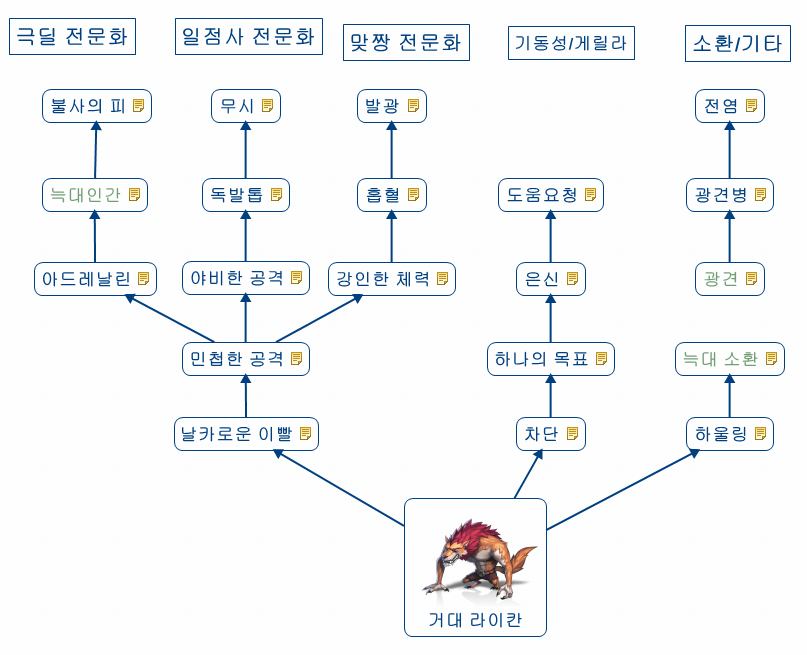 극딜 전문화
일점사 전문화
맞짱 전문화
기동성/게릴라
소환/기타
불사의 피
무시
발광
전염
늑대인간
독발톱
흡혈
도움요청
광견병
아드레날린
야비한 공격
강인한 체력
은신
광견
민첩한 공격
하나의 목표
늑대 소환
날카로운 이빨
차단
하울링
거대 라이칸